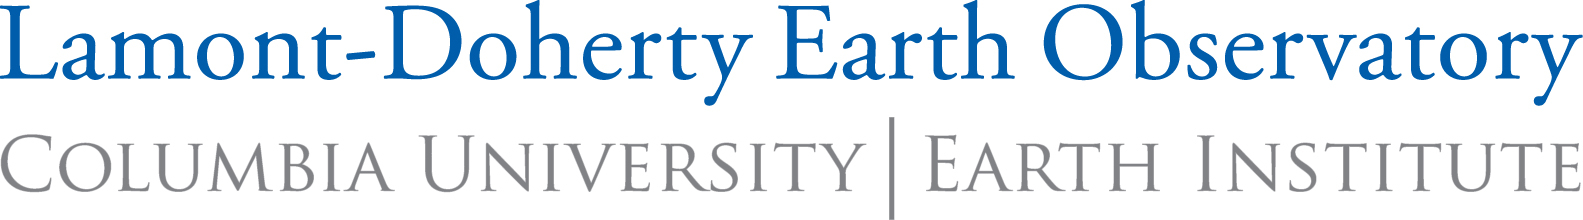 Lamont-Doherty Earth Observatory
COLUMBIA UNIVERSITY | EARTH INSTITUTE